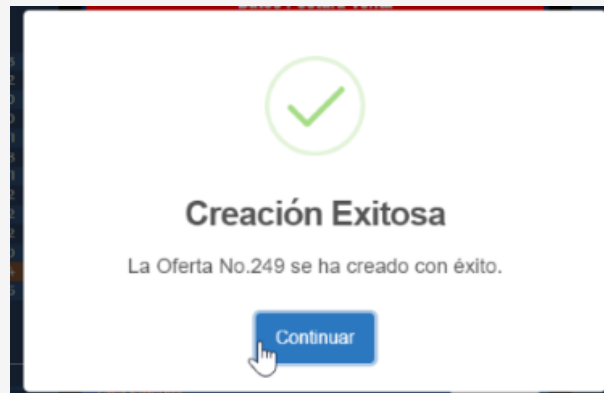 Creación Exitosa
La Oferta No.249 se ha creado con éxito.
Continuar